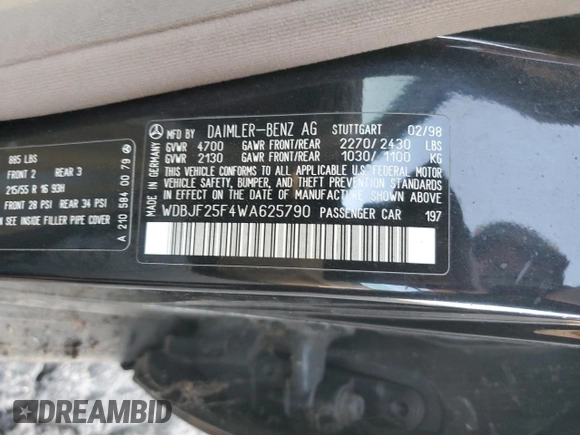 885 LBS
FRONT 2 REAR 3
215/55 R 16 93H
FRONT 28 PSI REAR 34 PSI
INSIDE FILLER PIPE COVER)
A 210 584 00 79
MADE IN GERMANY
MFD BY DAIMLER-BENZ AG STUTTGART 02/98
GVWR 4700 GAWR FRONT/REAR 2270/2430 LBS
GVWR 2130 GAWR FRONT/REAR 1030/1100 KG
THIS VEHICLE CONFORMS TO ALL APPLICABLE U.S. FEDERAL MOTOR
VEHICLE SAFETY, BUMPER, AND THEFT PREVENTION STANDARDS
IN EFFECT ON THE DATE OF MANUFACTURE SHOWN ABOVE.
WDBJF25F4WA625790 PASSENGER CAR 197
DREAMBID